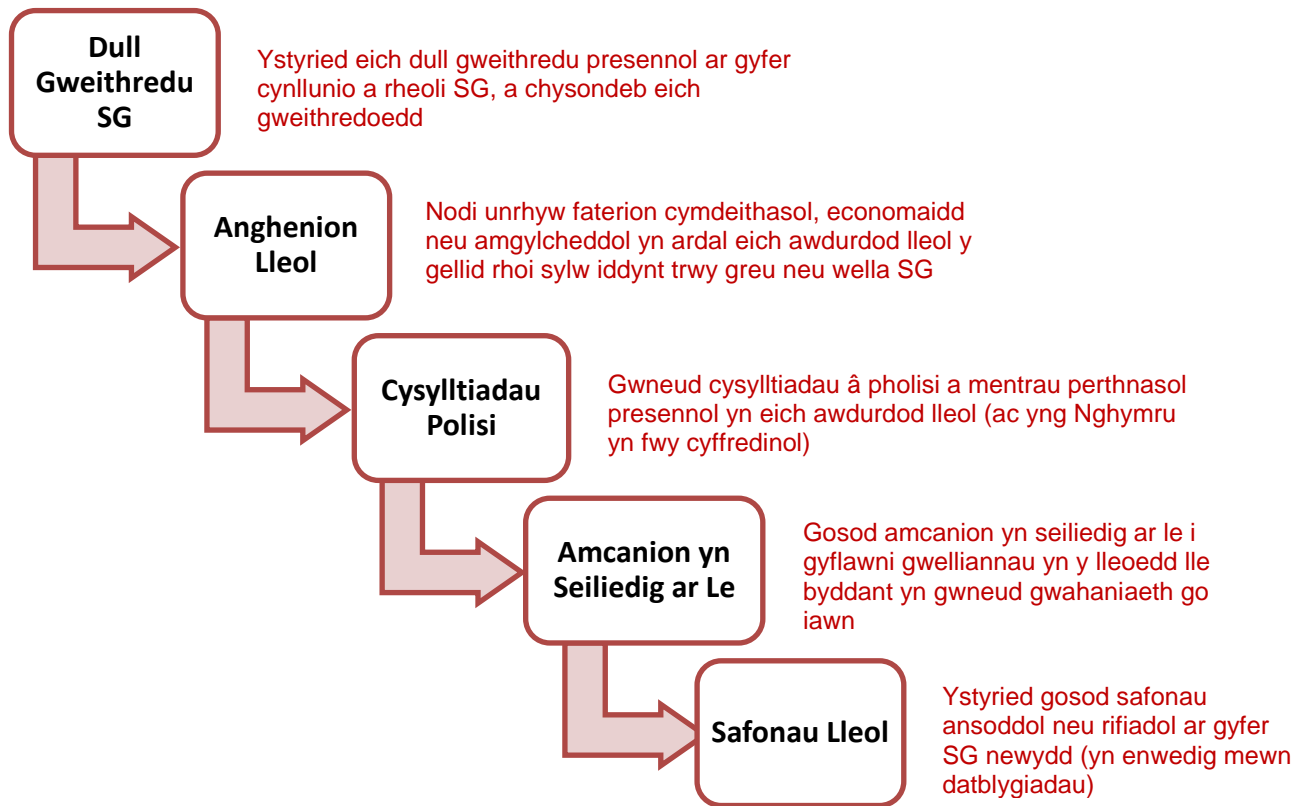 Dull
Gweithredu
SG
Ystyried eich dull gweithredu presennol ar gyfer
cynllunio a rheoli SG, a chysondeb eich
gweithredoedd
Anghenion
Lleol
Nodi unrhyw faterion cymdeithasol, economaidd
neu amgylcheddol yn ardal eich awdurdod lleol y
gellid rhoi sylw iddynt trwy greu neu wella SG
Cysylltiadau
Polisi
Gwneud cysylltiadau â pholisi a mentrau perthnasol
presennol yn eich awdurdod lleol (ac yng Nghymru
yn fwy cyffredinol)
Amcanion yn
Seiliedig ar Le
Gosod amcanion yn seiliedig ar le i
gyflawni gwelliannau yn y lleoedd lle
byddant yn gwneud gwahaniaeth go
iawn
Safonau Lleol
Ystyried gosod safonau
ansoddol neu rifiadol ar gyfer
SG newydd (yn enwedig mewn
datblygiadau)